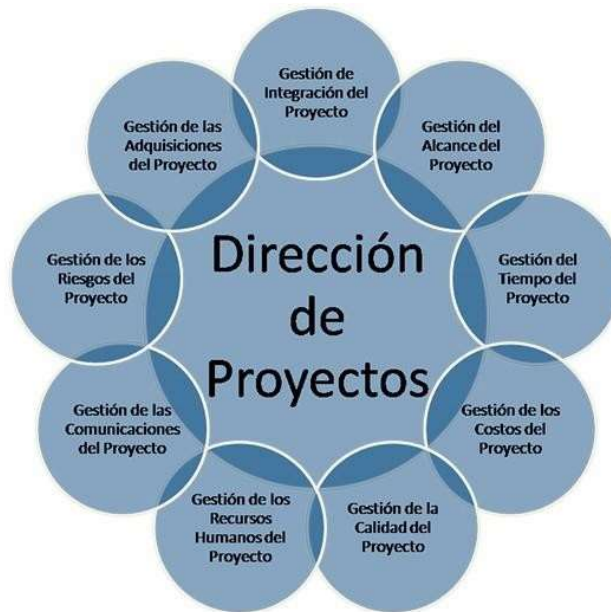 Gestión de
Integración del
Proyecto
Gestión del
Alcance del
Proyecto
Gestión del
Tiempo del
Proyecto
Gestión de los
Costos del
Proyecto
Gestión de la
Calidad del
Proyecto
Gestión de los
Recursos
Humanos del
Proyecto
Gestión de las
Comunicaciones
del Proyecto
Gestión de los
Riesgos del
Proyecto
Gestión de las
Adquisiciones
del Proyecto
Dirección
de
Proyectos